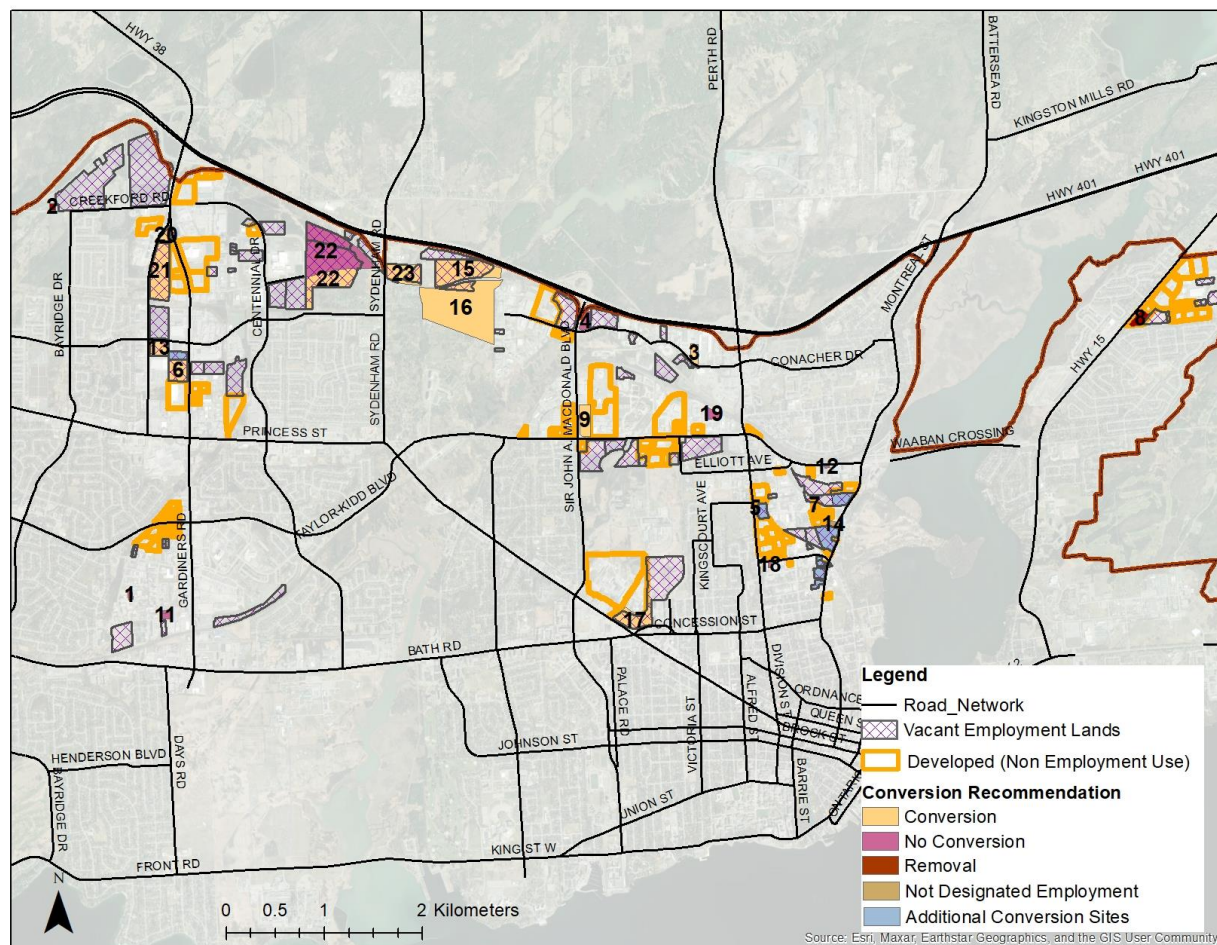 HWY 38
PERTH RD
BATTERSEA RD
KINGSTON MILLS RD
HWY 401
HWY 401
2
CREEKFORD RD
20
21
BAYRIDGE DR
CENTENNIAL DR
22
22
SYDENHAM RD
23
15
16
MONTREAL ST
4
3
CONACHER DR
8
HWY 15
13
6
SYDENHAM RD
SIR JOHN A. MACDONALD BLVD
9
19
PRINCESS ST
WAABAN CROSSING
ELLIOTT AVE
12
TAYLOR-KIDD BLVD
KINGSCOURT AVE
5
7
14
18
GARDINERS RD
1
11
17
CONCESSION ST
BATH RD
PALACE RD
VICTORIA ST
ALFRED ST
DIVISION ST
ORDNANCE
QUEEN S
BROCK ST
JOHNSON ST
HENDERSON BLVD
BAYRIDGE DR
DAYS RD
UNION ST
BARRIE ST
ONTARI
KING ST W
FRONT RD
N
0 0.5 1 2 Kilometers
Legend
Road_Network
Vacant Employment Lands
Developed (Non Employment Use)
Conversion Recommendation
Conversion
No Conversion
Removal
Not Designated Employment
Additional Conversion Sites
Source: Esri, Maxar, Earthstar Geographics, and the GIS User Community